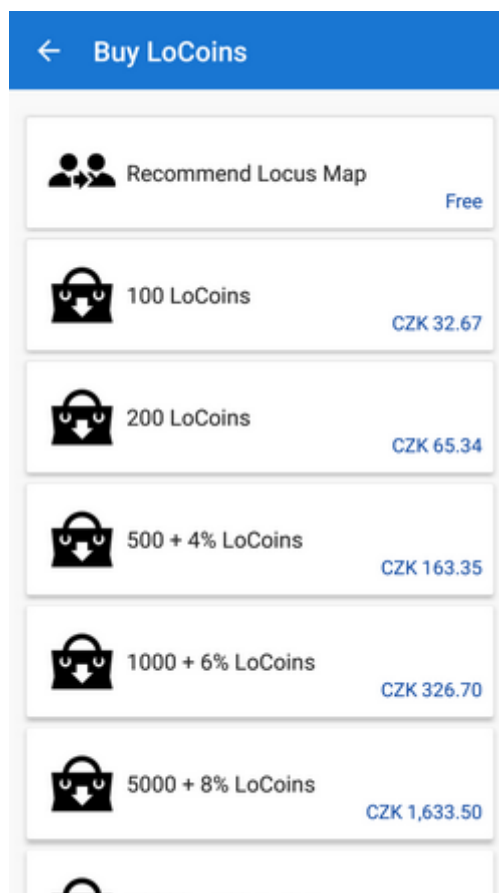 Buy LoCoins
Recommend Locus Map
Free
100 LoCoins
CZK 32.67
200 LoCoins
CZK 65.34
500 + 4% LoCoins
CZK 163.35
1000 + 6% LoCoins
CZK 326.70
5000 + 8% LoCoins
CZK 1,633.50